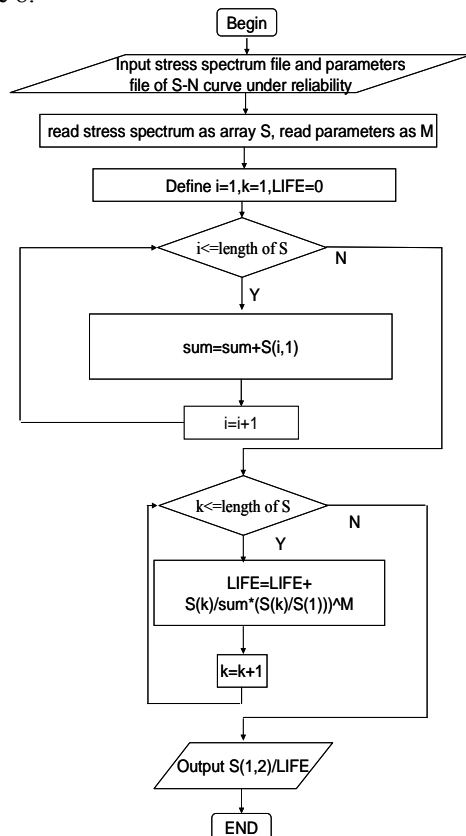 Begin
Input stress spectrum file and parameters
file of S-N curve under reliability
read stress spectrum as array S, read parameters as M
Define i=1,k=1,LIFE=0
i<=length of S
N
Y
sum=sum+S(i,1)
i=i+1
k<=length of S
N
Y
LIFE=LIFE+
S(k)/sum*(S(k)/S(1)))^M
k=k+1
Output S(1,2)/LIFE
END